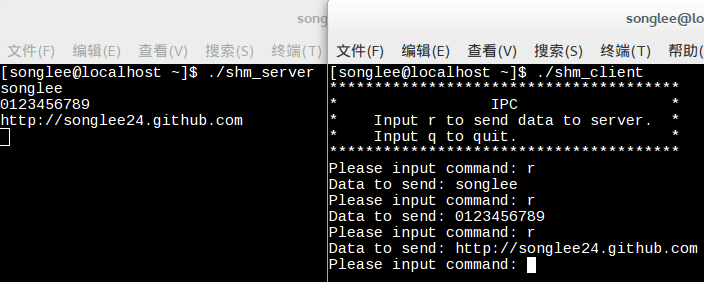 song
文件(F) 编辑(E) 查看(V) 搜索(S) 终端(T)
[songlee@localhost ~]$ ./shm_server
songlee
0123456789
http://songlee24.github.com
songlee@lo
文件(F) 编辑(E) 查看(V) 搜索(S) 终端(T) 帮助(
[songlee@localhost ~]$ ./shm_client
****************************************
*                 IPC                  *
*    Input r to send data to server.  *
*    Input q to quit.                  *
****************************************
Please input command: r
Data to send: songlee
Please input command: r
Data to send: 0123456789
Please input command: r
Data to send: http://songlee24.github.com
Please input command: